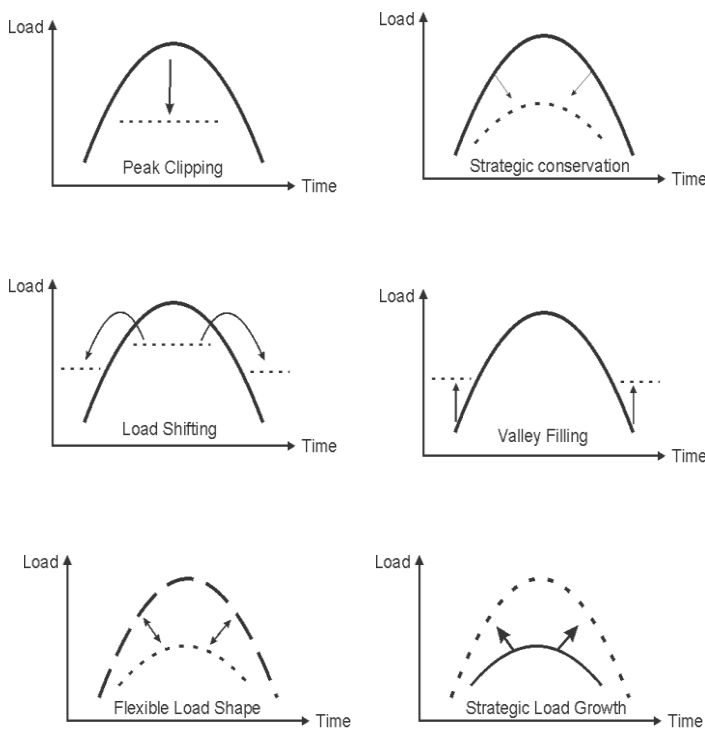 Load
Peak Clipping
Time
Load
Strategic conservation
Time
Load
Load Shifting
Time
Load
Valley Filling
Time
Load
Flexible Load Shape
Time
Load
Strategic Load Growth
Time